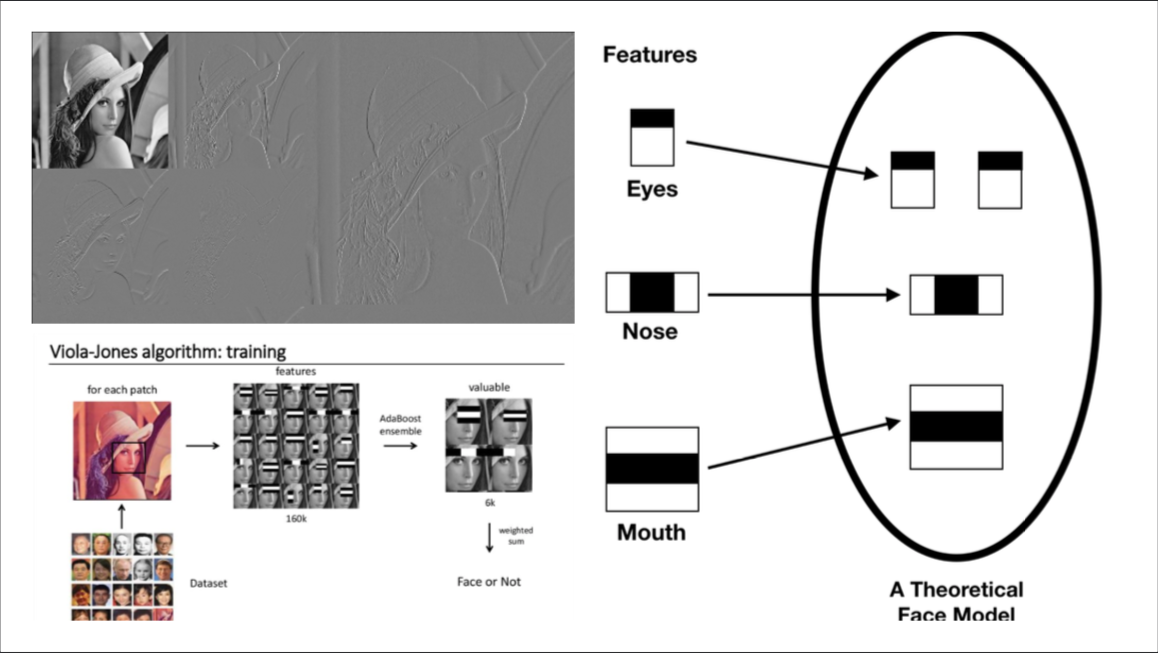 Features
Eyes
Nose
Mouth
A Theoretical
Face Model
Viola-Jones algorithm: training
for each patch
features
160k
AdaBoost
ensemble
valuable
6k
weighted
sum
Face or Not
Dataset